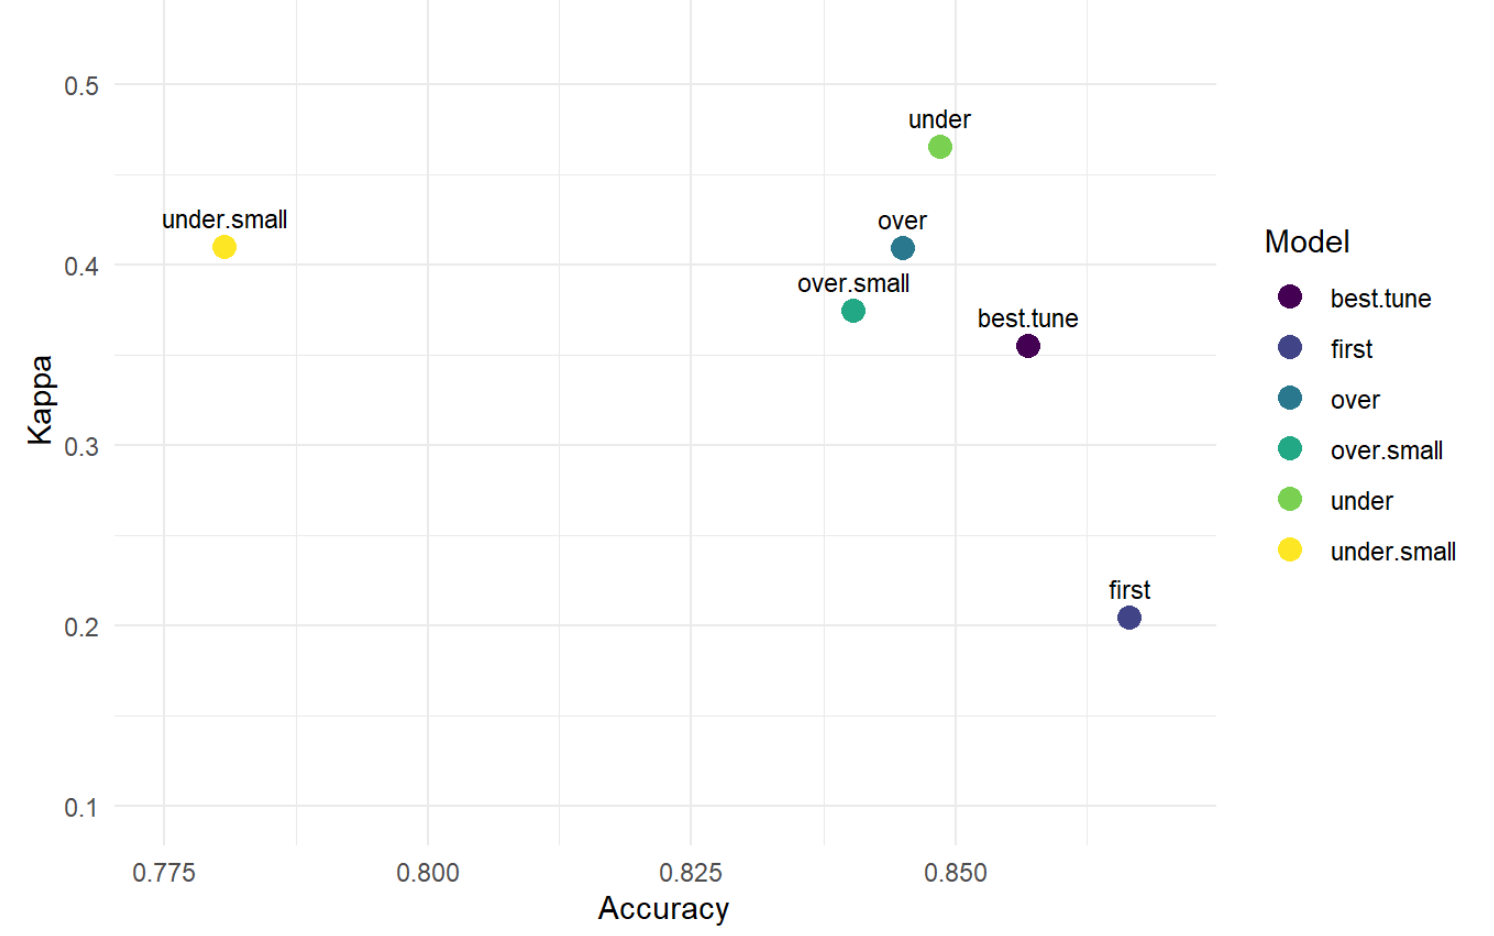 0.5
under
under.small
over
0.4
over.small
best.tune
Kappa
0.3
first
0.2
0.1
0.775
0.800
0.825
0.850
Accuracy
Model
best.tune
first
over
over.small
under
under.small